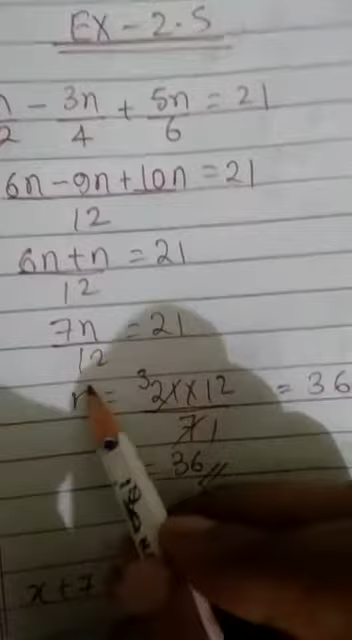 EX - 2.5
n/2 - 3n/4 + 5n/6 = 21
6n - 9n + 10n/12 = 21
6n + n/12 = 21
7n/12 = 21
n = 3 21 x 12/7 1 = 36
= 36 //
x + 7